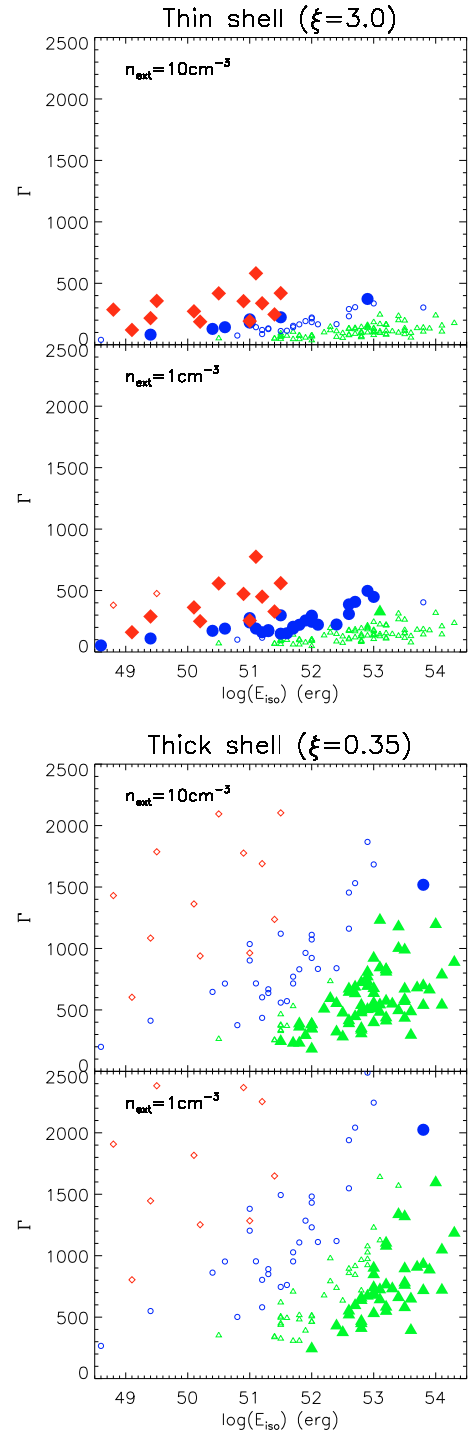 Thin shell (ξ=3.0)
2500
n_ext=10cm⁻³
2000
1500
Γ
1000
500
0
2500
n_ext=1cm⁻³
2000
1500
Γ
1000
500
0
49 50 51 52 53 54
log(E_iso) (erg)
Thick shell (ξ=0.35)
2500
n_ext=10cm⁻³
2000
1500
Γ
1000
500
0
2500
n_ext=1cm⁻³
2000
1500
Γ
1000
500
0
49 50 51 52 53 54
log(E_iso) (erg)